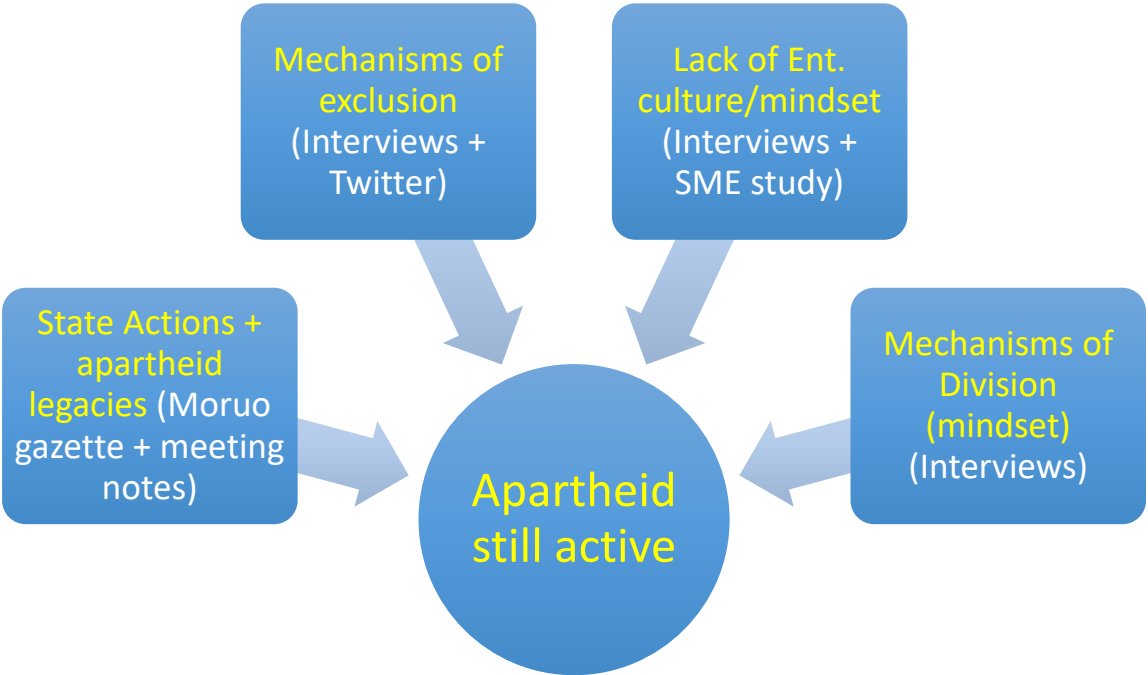 Mechanisms of
exclusion
(Interviews +
Twitter)
Lack of Ent.
culture/mindset
(Interviews +
SME study)
State Actions +
apartheid
legacies (Moruo
gazette + meeting
notes)
Mechanisms of
Division
(mindset)
(Interviews)
Apartheid
still active